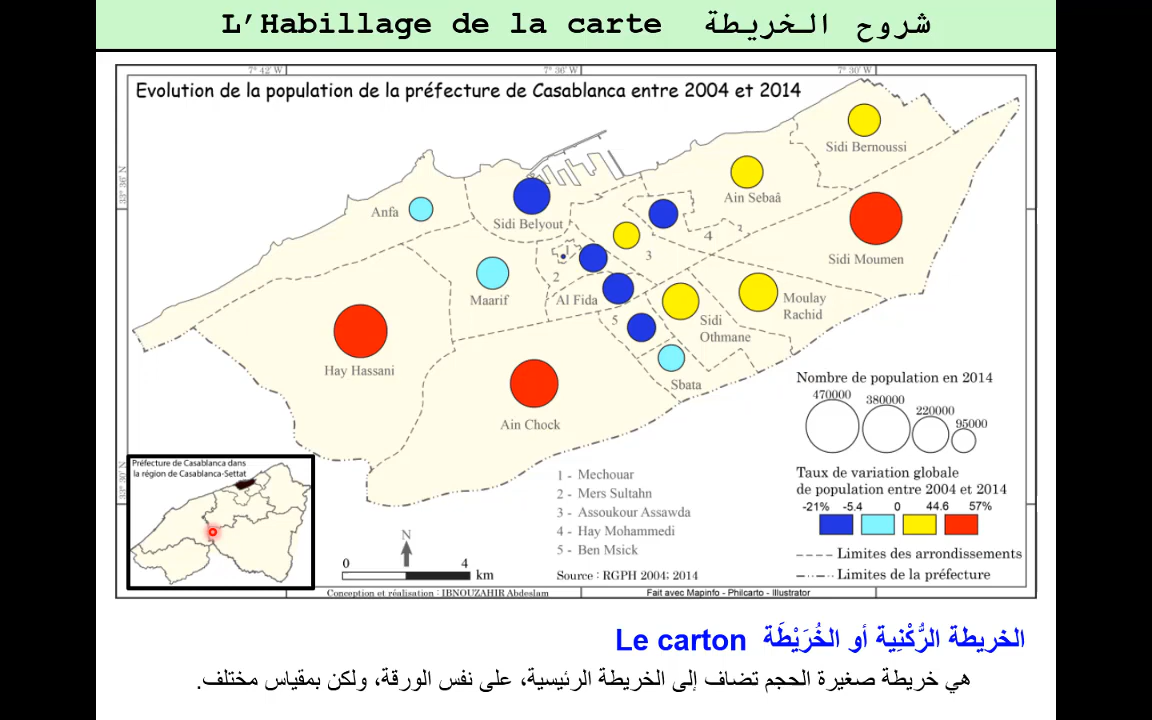 L'Habillage de la carte شروح الخريطة
7° 42' W
7° 36' W
7° 30' W
Evolution de la population de la préfecture de Casablanca entre 2004 et 2014
33° 36' N
33° 30' N
Sidi Bernoussi
Ain Sebaâ
Anfa
Sidi Belyout
4
Sidi Moumen
1
3
2
Maarif
Al Fida
Moulay
Rachid
5
Sidi
Othmane
Hay Hassani
Sbata
Ain Chock
Nombre de population en 2014
470000
380000
220000
95000
Taux de variation globale
de population entre 2004 et 2014
-21% -5.4 0 44.6 57%
Limites des arrondissements
Limites de la préfecture
Préfecture de Casablanca dans
la région de Casablanca-Settat
1 - Mechouar
2 - Mers Sultahn
3 - Assoukour Assawda
4 - Hay Mohammedi
5 - Ben Msick
N
0 4
km
Source : RGPH 2004; 2014
Conception et réalisation : IBNOUZAHIR Abdeslam
Fait avec Mapinfo - Philcarto - Illustrator
الخريطة الرُّكْنِية أو الخُرَيْطَة Le carton
هي خريطة صغيرة الحجم تضاف إلى الخريطة الرئيسية، على نفس الورقة، ولكن بمقياس مختلف.